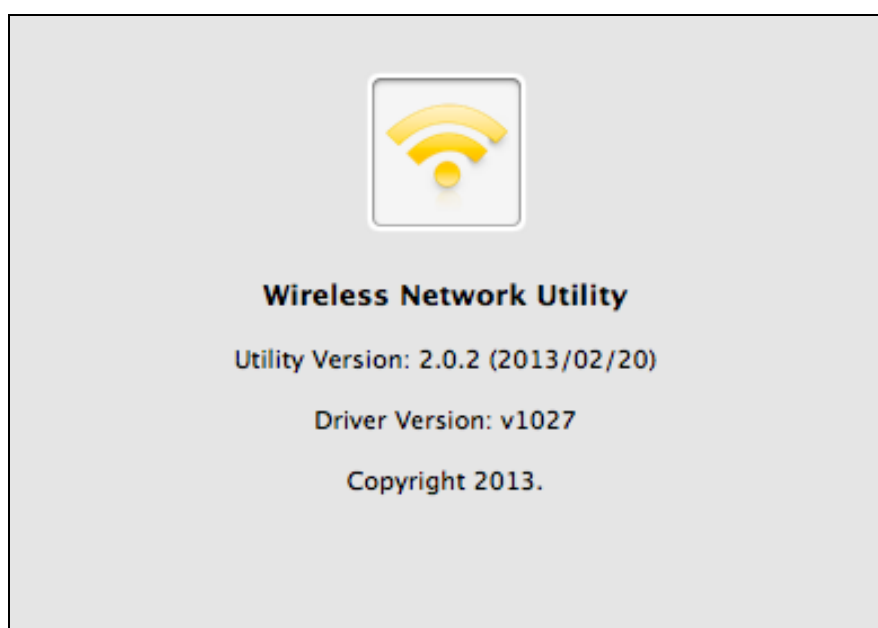 Wireless Network Utility
Utility Version: 2.0.2 (2013/02/20)
Driver Version: v1027
Copyright 2013.